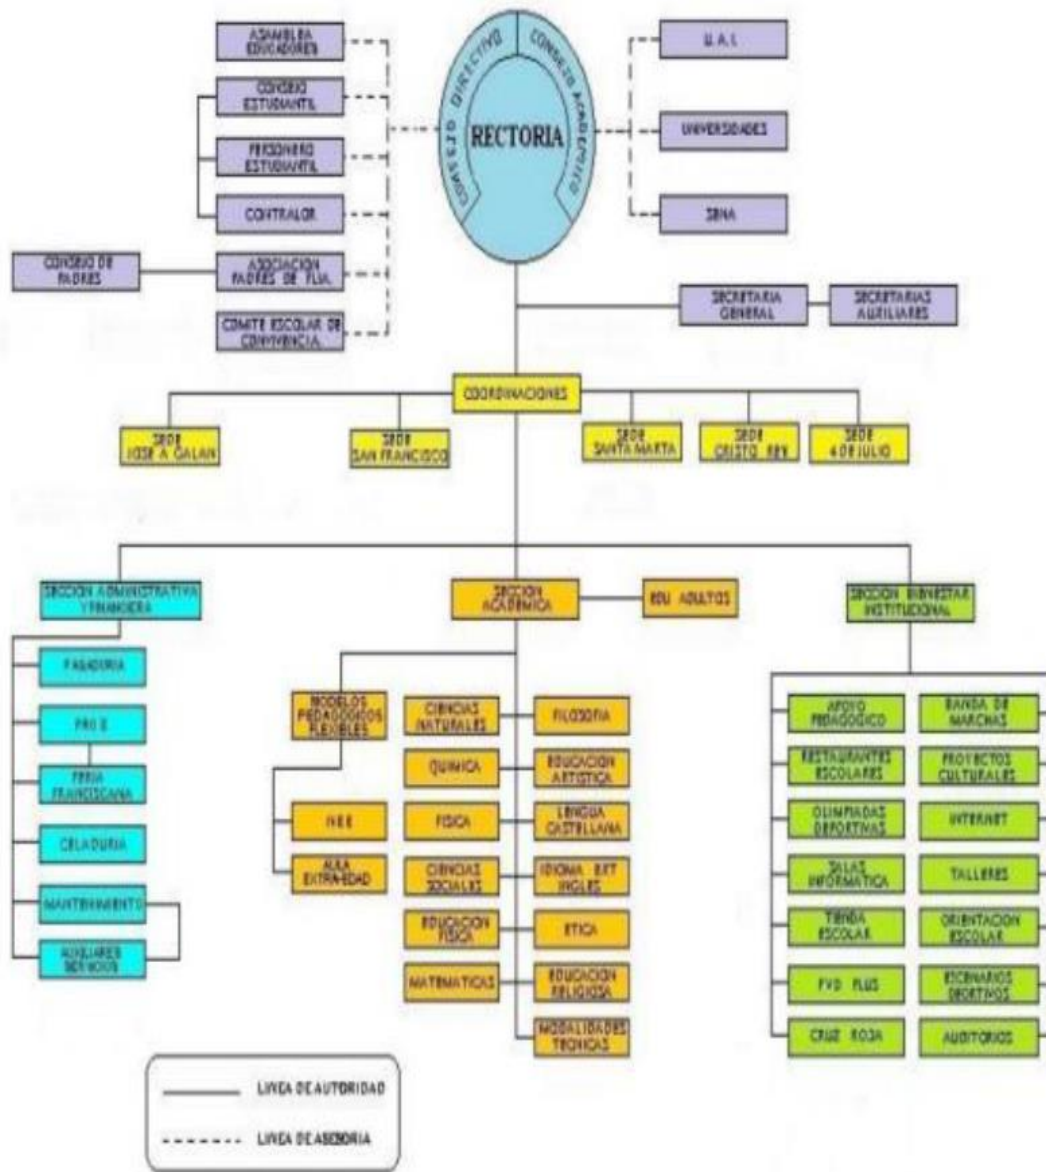 ASAMBLEA
EDUCADORES
CONSEJO
ESTUDIANTIL
PERSONERO
ESTUDIANTIL
CONTRALOR
CONSEJO DE
PADRES
ASOCIACION
PADRES DE FLIA.
COMITE ESCOLAR DE
CONVIVENCIA.
CONSEJO DIRECTIVO
CONSEJO ACADEMICO
RECTORIA
U.A.I.
UNIVERSIDADES
SENA
SECRETARIA
GENERAL
SECRETARIAS
AUXILIARES
COORDINACIONES
SEDE
JOSE A GALAN
SEDE
SAN FRANCISCO
SEDE
SANTA MARTA
SEDE
CRISTO REY
SEDE
4 DE JULIO
SECCION ADMINISTRATIVA
Y FINANCIERA
PAGADURIA
FERIA
FRANCISCANA
CELADURIA
MANTENIMIENTO
AUXILIARES
SERVICIOS
SECCION
ACADEMICA
EDU ADULTOS
MODELOS
PEDAGOGICOS
FLEXIBLES
AULA
EXTRA-EDAD
CIENCIAS
NATURALES
QUIMICA
FISICA
CIENCIAS
SOCIALES
EDUCACION
FISICA
MATEMATICAS
FILOSOFIA
EDUCACION
ARTISTICA
LENGUA
CASTELLANA
IDIOMA EXT
INGLES
ETICA
EDUCACION
RELIGIOSA
MODALIDADES
TECNICAS
SECCION BIENESTAR
INSTITUCIONAL
APOYO
PEDAGOGICO
RESTAURANTES
ESCOLARES
OLIMPIADAS
DEPORTIVAS
SALAS
INFORMATICA
TIENDA
ESCOLAR
PVD PLUS
CRUZ ROJA
BANDA DE
MARCHAS
PROYECTOS
CULTURALES
INTERNET
TALLERES
ORIENTACION
ESCOLAR
ESCENARIOS
DEORTIVOS
AUDITORIOS
LINEA DE AUTORIDAD
LINEA DE ASESORIA